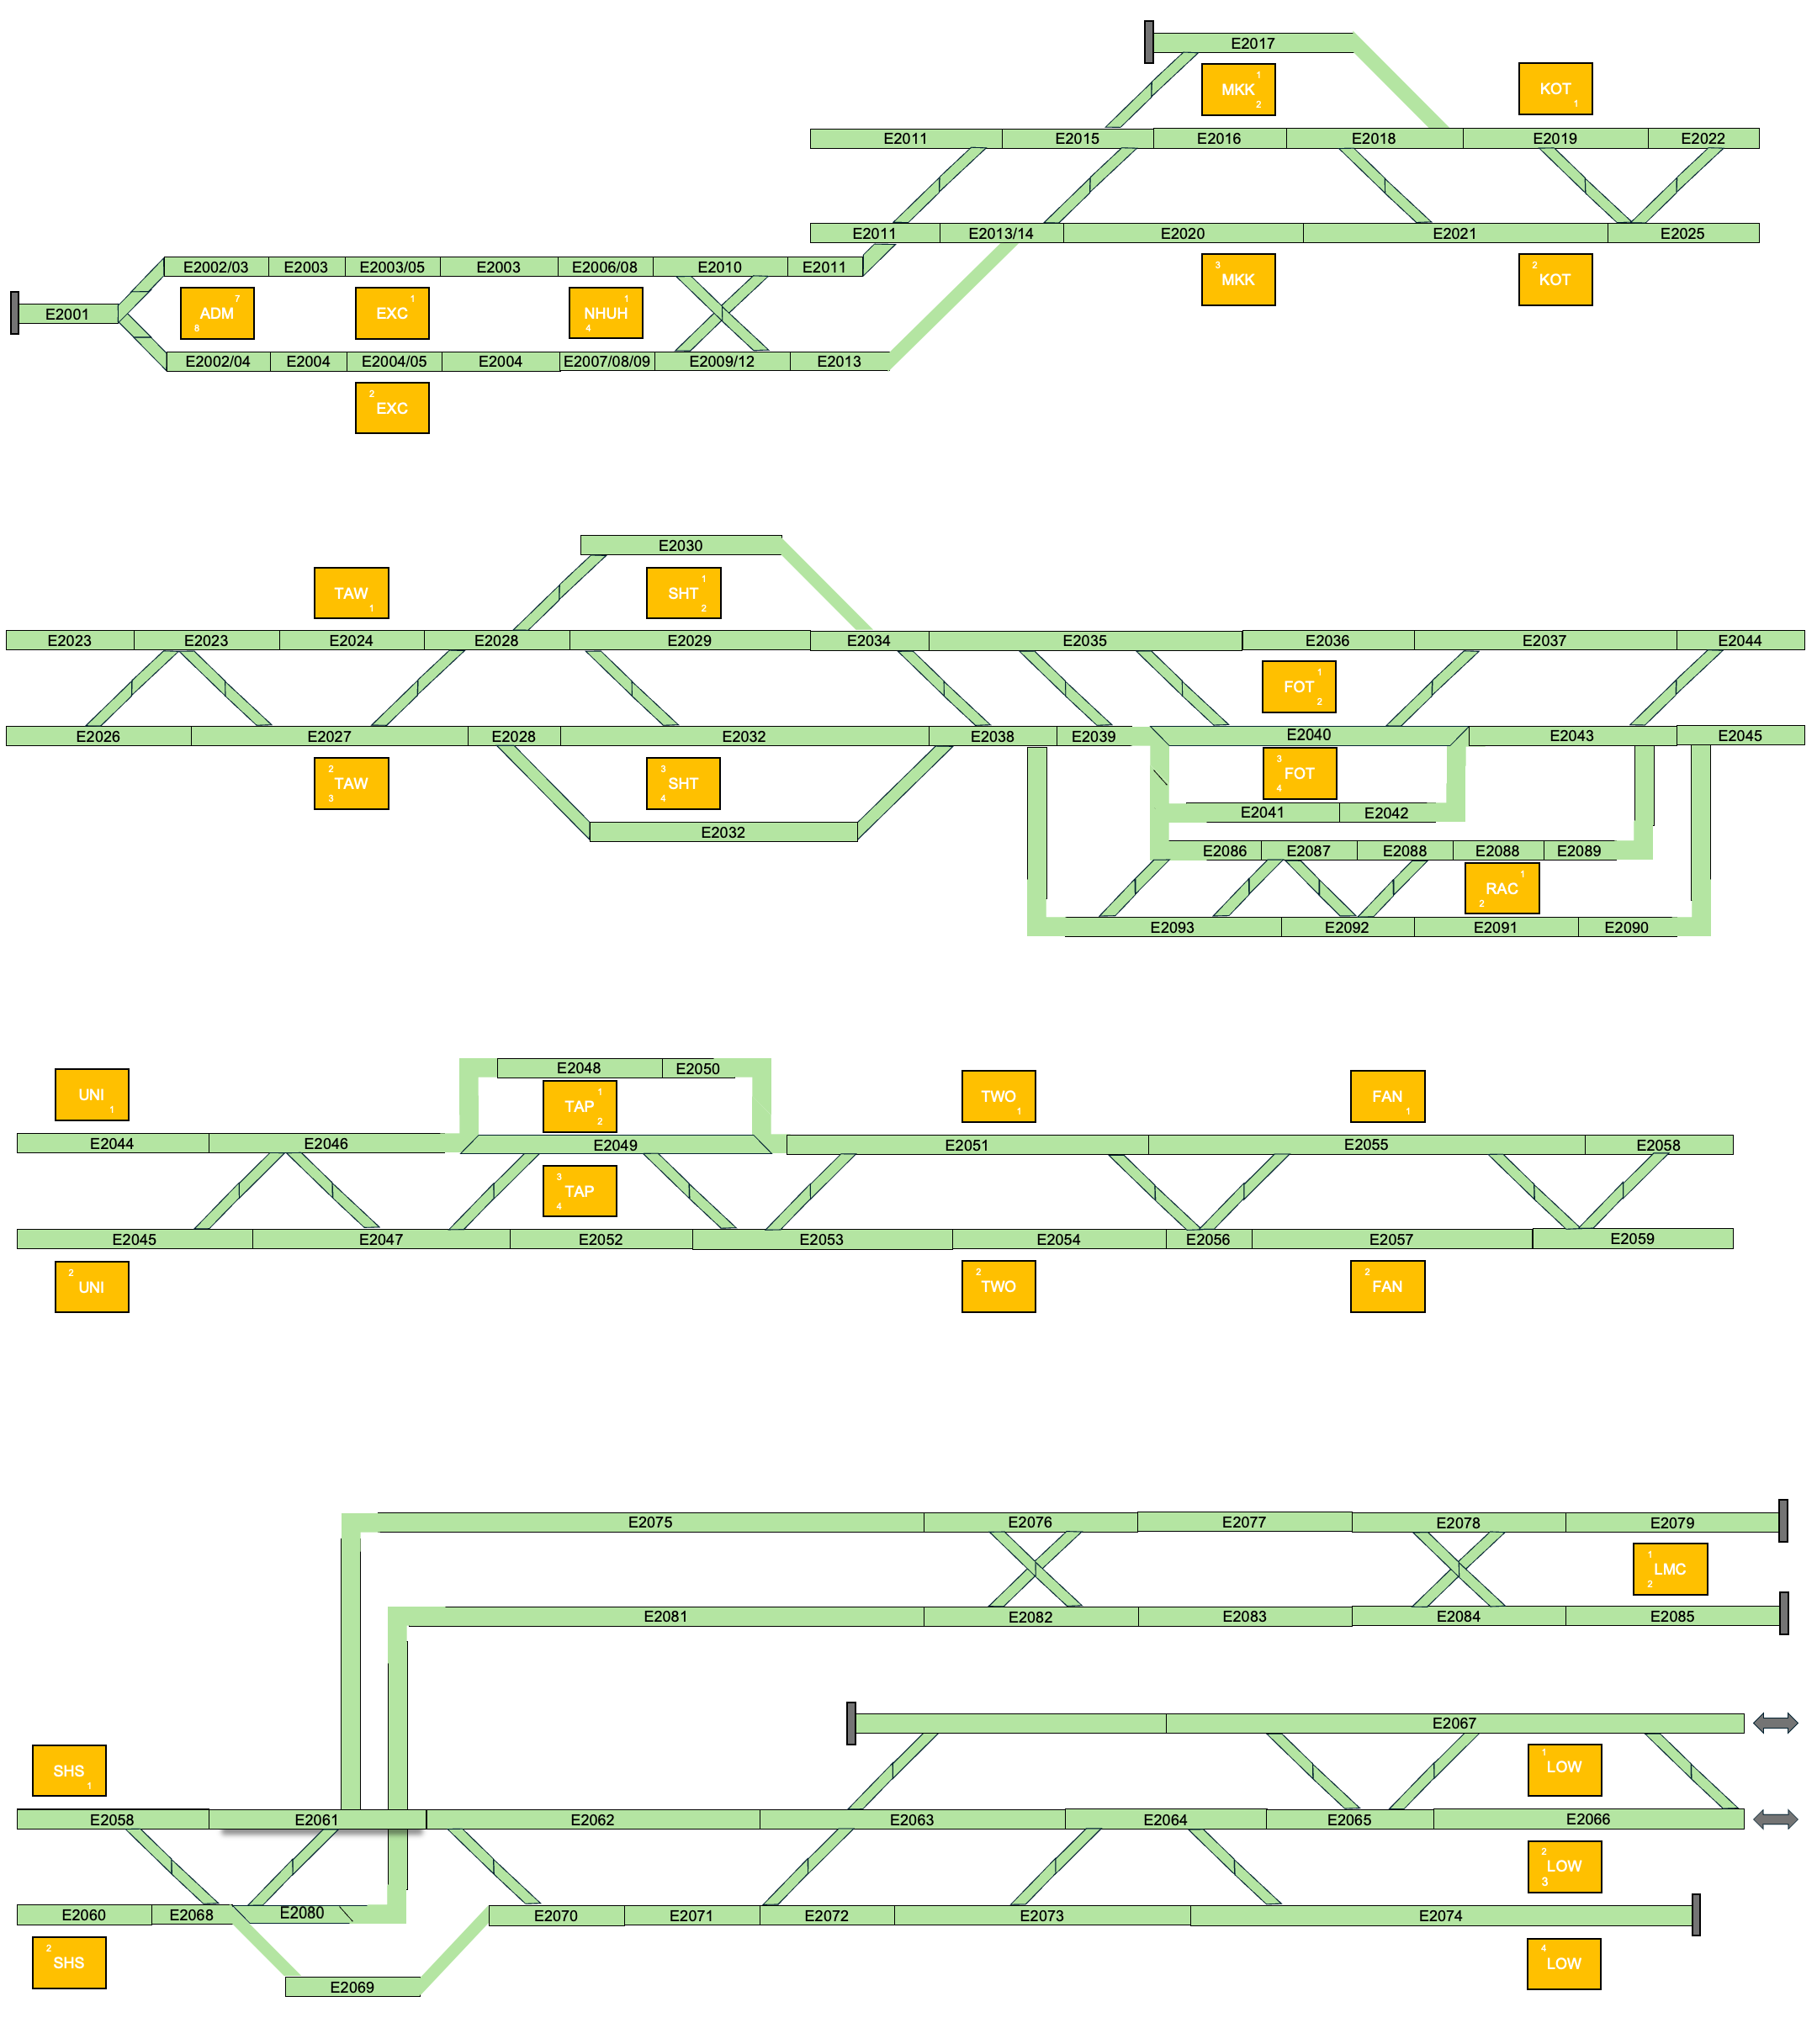 E2017
1
MKK
2
KOT
1
E2011
E2015
E2016
E2018
E2019
E2022
E2011
E2013/14
E2020
E2021
E2025
E2002/03
E2003
E2003/05
E2003
E2006/08
E2010
E2011
3
MKK
2
KOT
E2001
7
ADM
8
1
EXC
1
NHUH
4
E2002/04
E2004
E2004/05
E2004
E2007/08/09
E2009/12
E2013
2
EXC
E2030
TAW
1
1
SHT
2
E2023
E2023
E2024
E2028
E2029
E2034
E2035
E2036
E2037
E2044
1
FOT
2
E2026
E2027
E2028
E2032
E2038
E2039
E2040
E2043
E2045
2
TAW
3
3
SHT
4
3
FOT
4
E2041
E2042
E2032
E2086
E2087
E2088
E2088
E2089
1
RAC
2
E2093
E2092
E2091
E2090
E2048
E2050
UNI
1
1
TAP
2
TWO
1
FAN
1
E2044
E2046
E2049
E2051
E2055
E2058
3
TAP
4
E2045
E2047
E2052
E2053
E2054
E2056
E2057
E2059
2
UNI
2
TWO
2
FAN
E2075
E2076
E2077
E2078
E2079
1
LMC
2
E2081
E2082
E2083
E2084
E2085
E2067
SHS
1
1
LOW
E2058
E2061
E2062
E2063
E2064
E2065
E2066
2
LOW
3
E2060
E2068
E2080
E2070
E2071
E2072
E2073
E2074
2
SHS
4
LOW
E2069